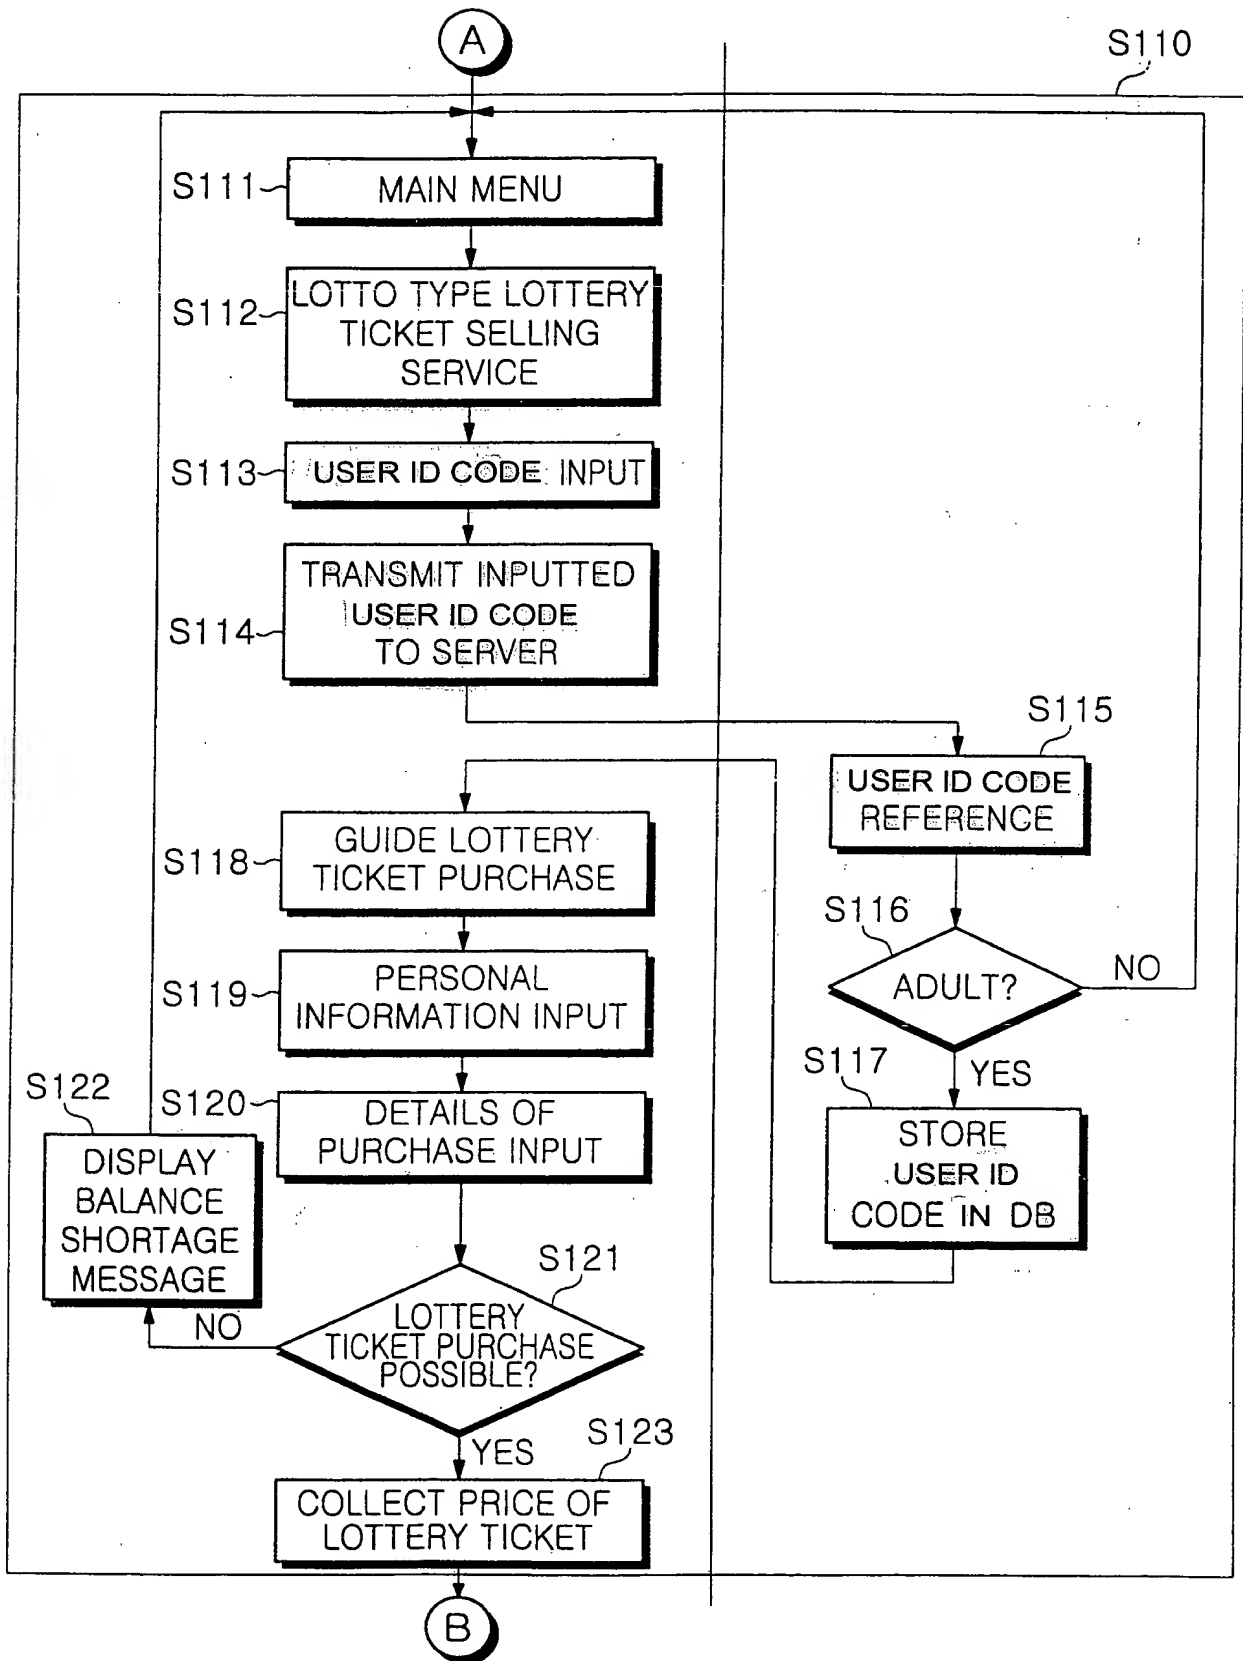 A
S110
S111
MAIN MENU
S112
LOTTO TYPE LOTTERY
TICKET SELLING
SERVICE
S113
USER ID CODE INPUT
S114
TRANSMIT INPUTTED
USER ID CODE
TO SERVER
S115
USER ID CODE
REFERENCE
S116
ADULT?
NO
YES
S117
STORE
USER ID
CODE IN DB
S118
GUIDE LOTTERY
TICKET PURCHASE
S119
PERSONAL
INFORMATION INPUT
S120
DETAILS OF
PURCHASE INPUT
S121
LOTTERY
TICKET PURCHASE
POSSIBLE?
NO
YES
S122
DISPLAY
BALANCE
SHORTAGE
MESSAGE
S123
COLLECT PRICE OF
LOTTERY TICKET
B